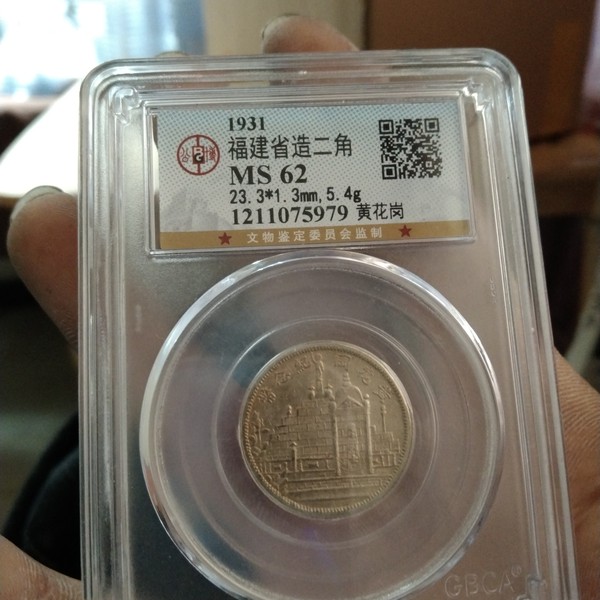 1931
福建省造二角
MS 62
23.3*1.3mm,5.4g
1211075979 黄花岗
★ 文物鉴定委员会监制 ★
GBCA®